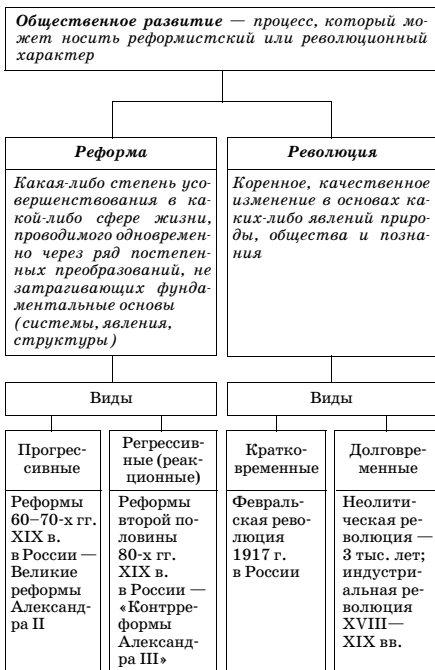 Общественное развитие — процесс, который мо-
жет носить реформистский или революционный
характер
Реформа
Какая-либо степень усо-
вершенствования в ка-
кой-либо сфере жизни,
проводимого одновремен-
но через ряд постепен-
ных преобразований, не
затрагивающих фунда-
ментальные основы
(системы, явления,
структуры)
Революция
Коренное, качественное
изменение в основах ка-
ких-либо явлений приро-
ды, общества и позна-
ния
Виды
Виды
Прогрес-
сивные
Регрессив-
ные (реак-
ционные)
Кратко-
временные
Долговре-
менные
Реформы
60–70-х гг.
XIX в.
в России —
Великие
реформы
Александ-
ра II
Реформы
второй по-
ловины
80-х гг.
XIX в.
в России —
«Контрре-
формы
Александ-
ра III»
Февраль-
ская рево-
люция
1917 г.
в России
Неолити-
ческая ре-
волюция —
3 тыс. лет;
индустри-
альная ре-
волюция
XVIII—
XIX вв.